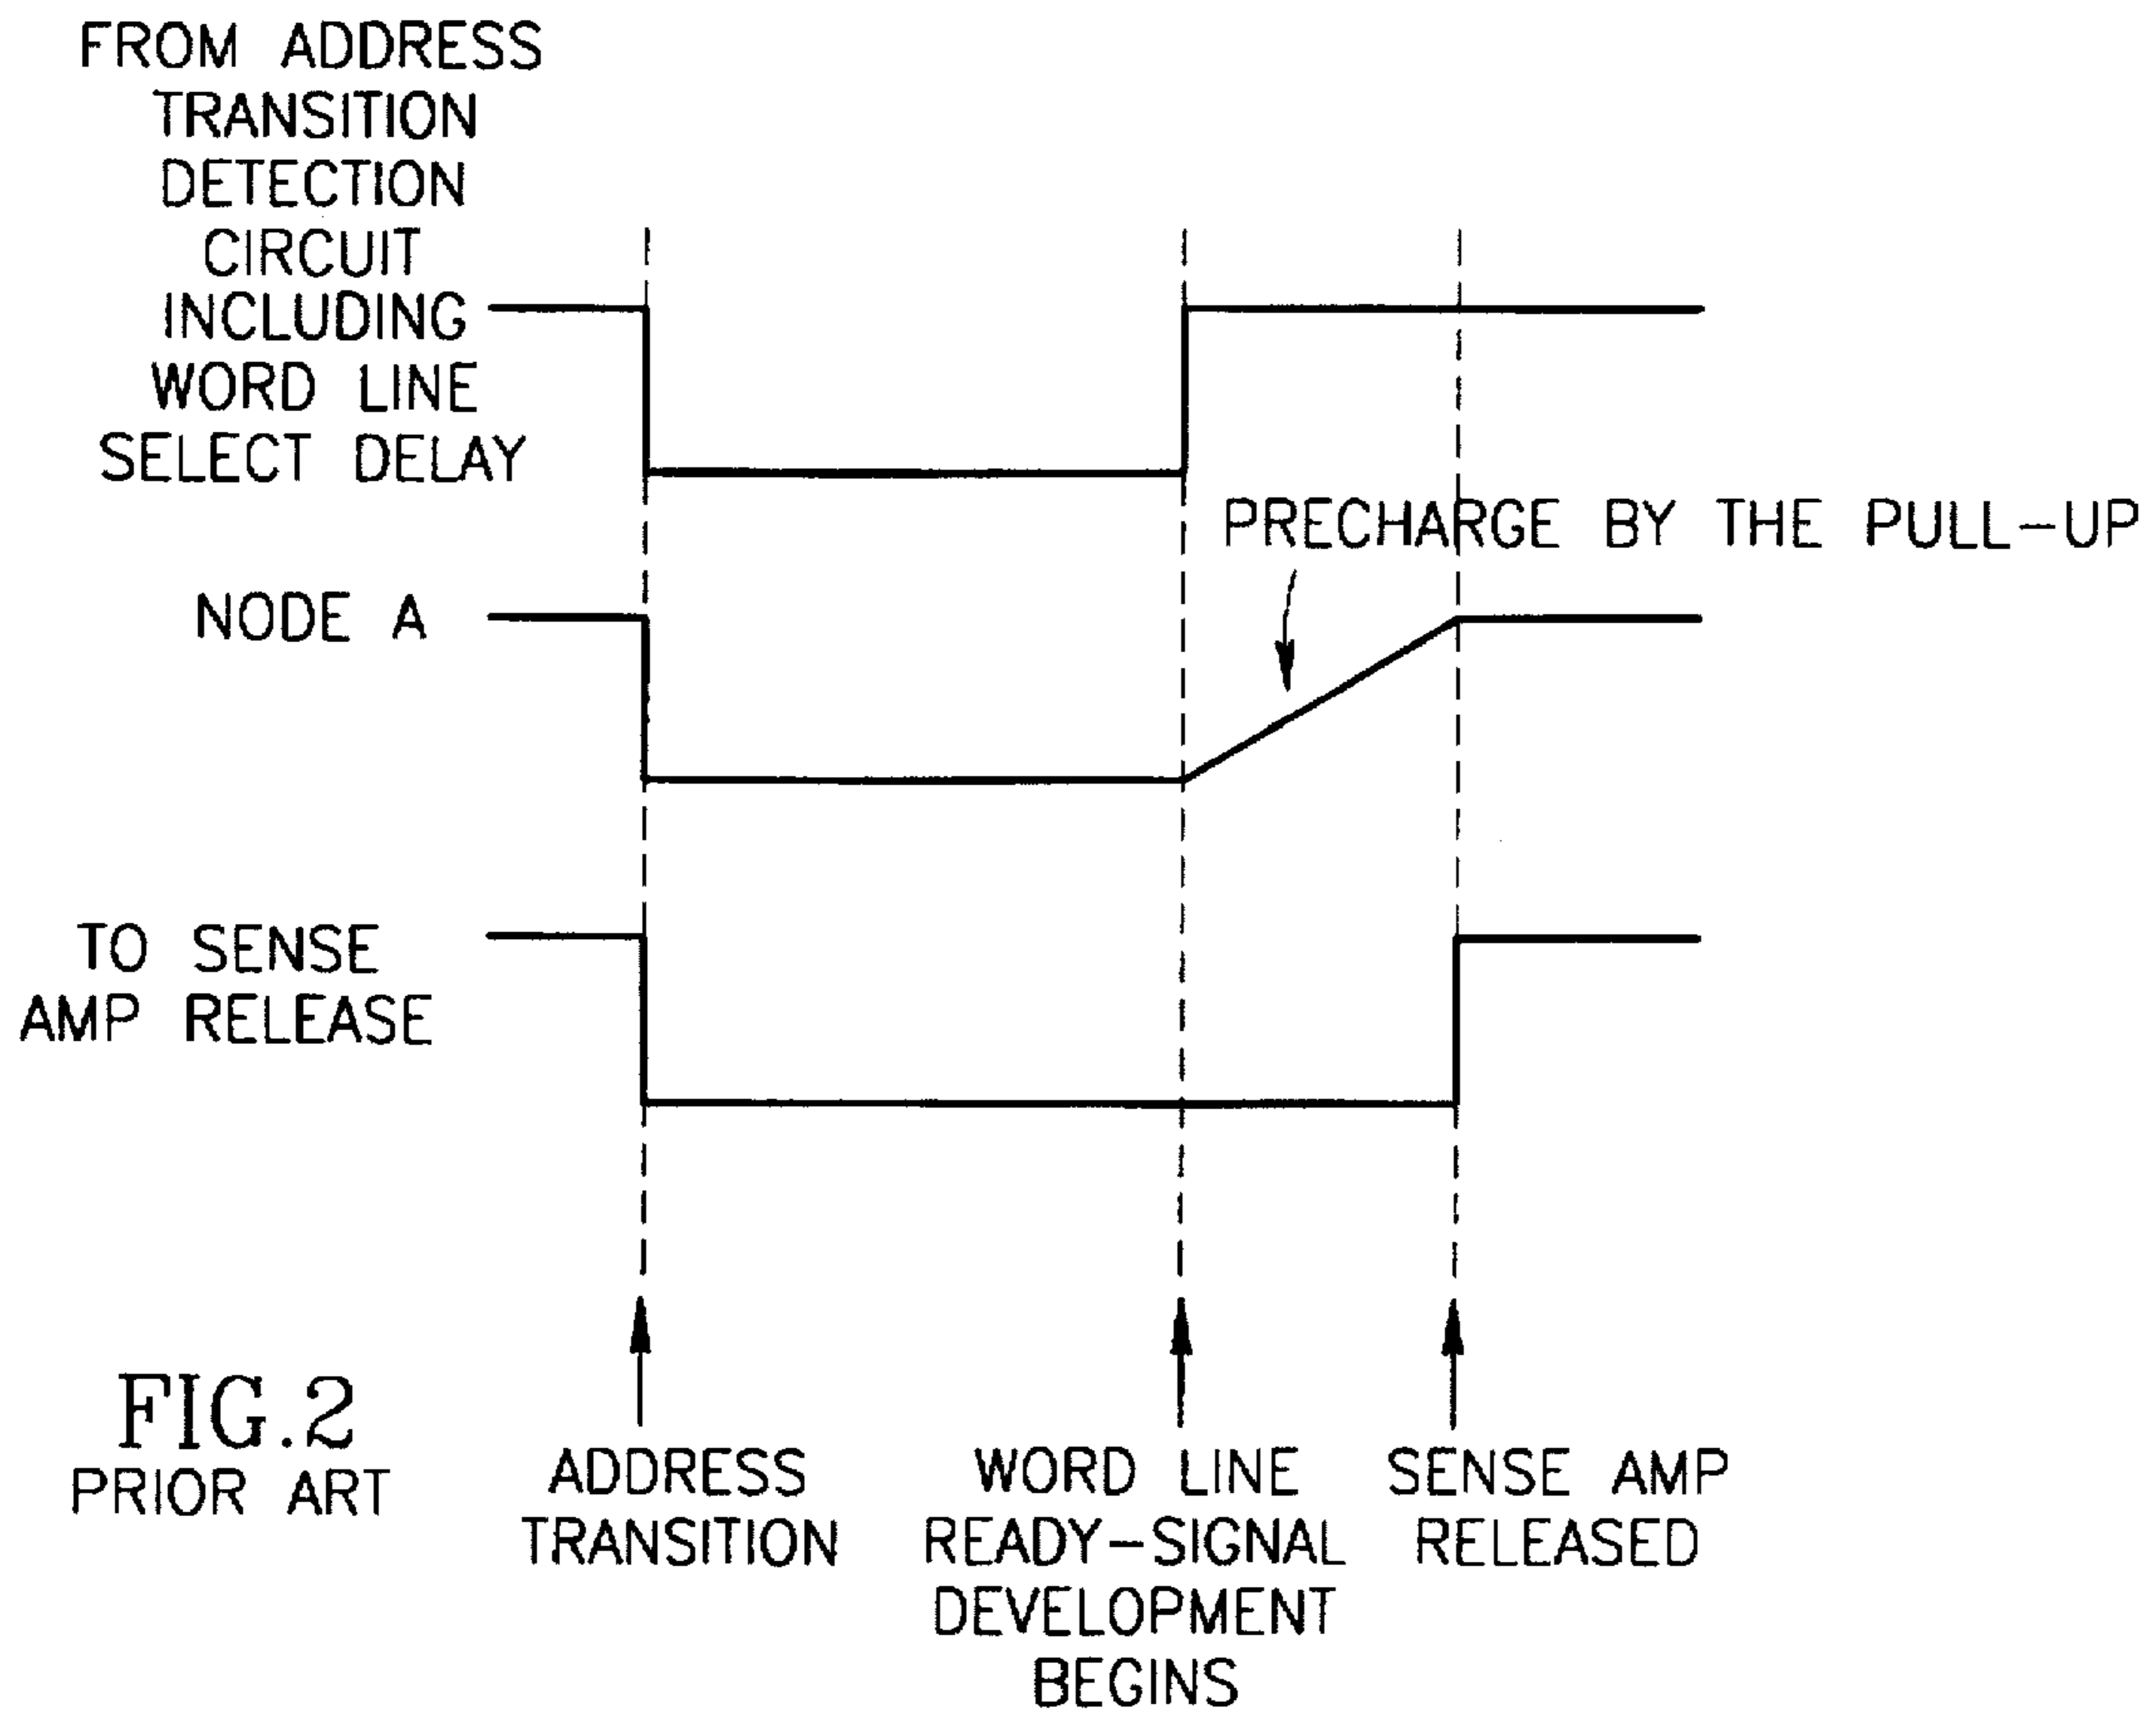 FROM ADDRESS
TRANSITION
DETECTION
CIRCUIT
INCLUDING
WORD LINE
SELECT DELAY
PRECHARGE BY THE PULL-UP
NODE A
TO SENSE
AMP RELEASE
FIG.2
PRIOR ART
ADDRESS
TRANSITION
WORD LINE
READY-SIGNAL
DEVELOPMENT
BEGINS
SENSE AMP
RELEASED